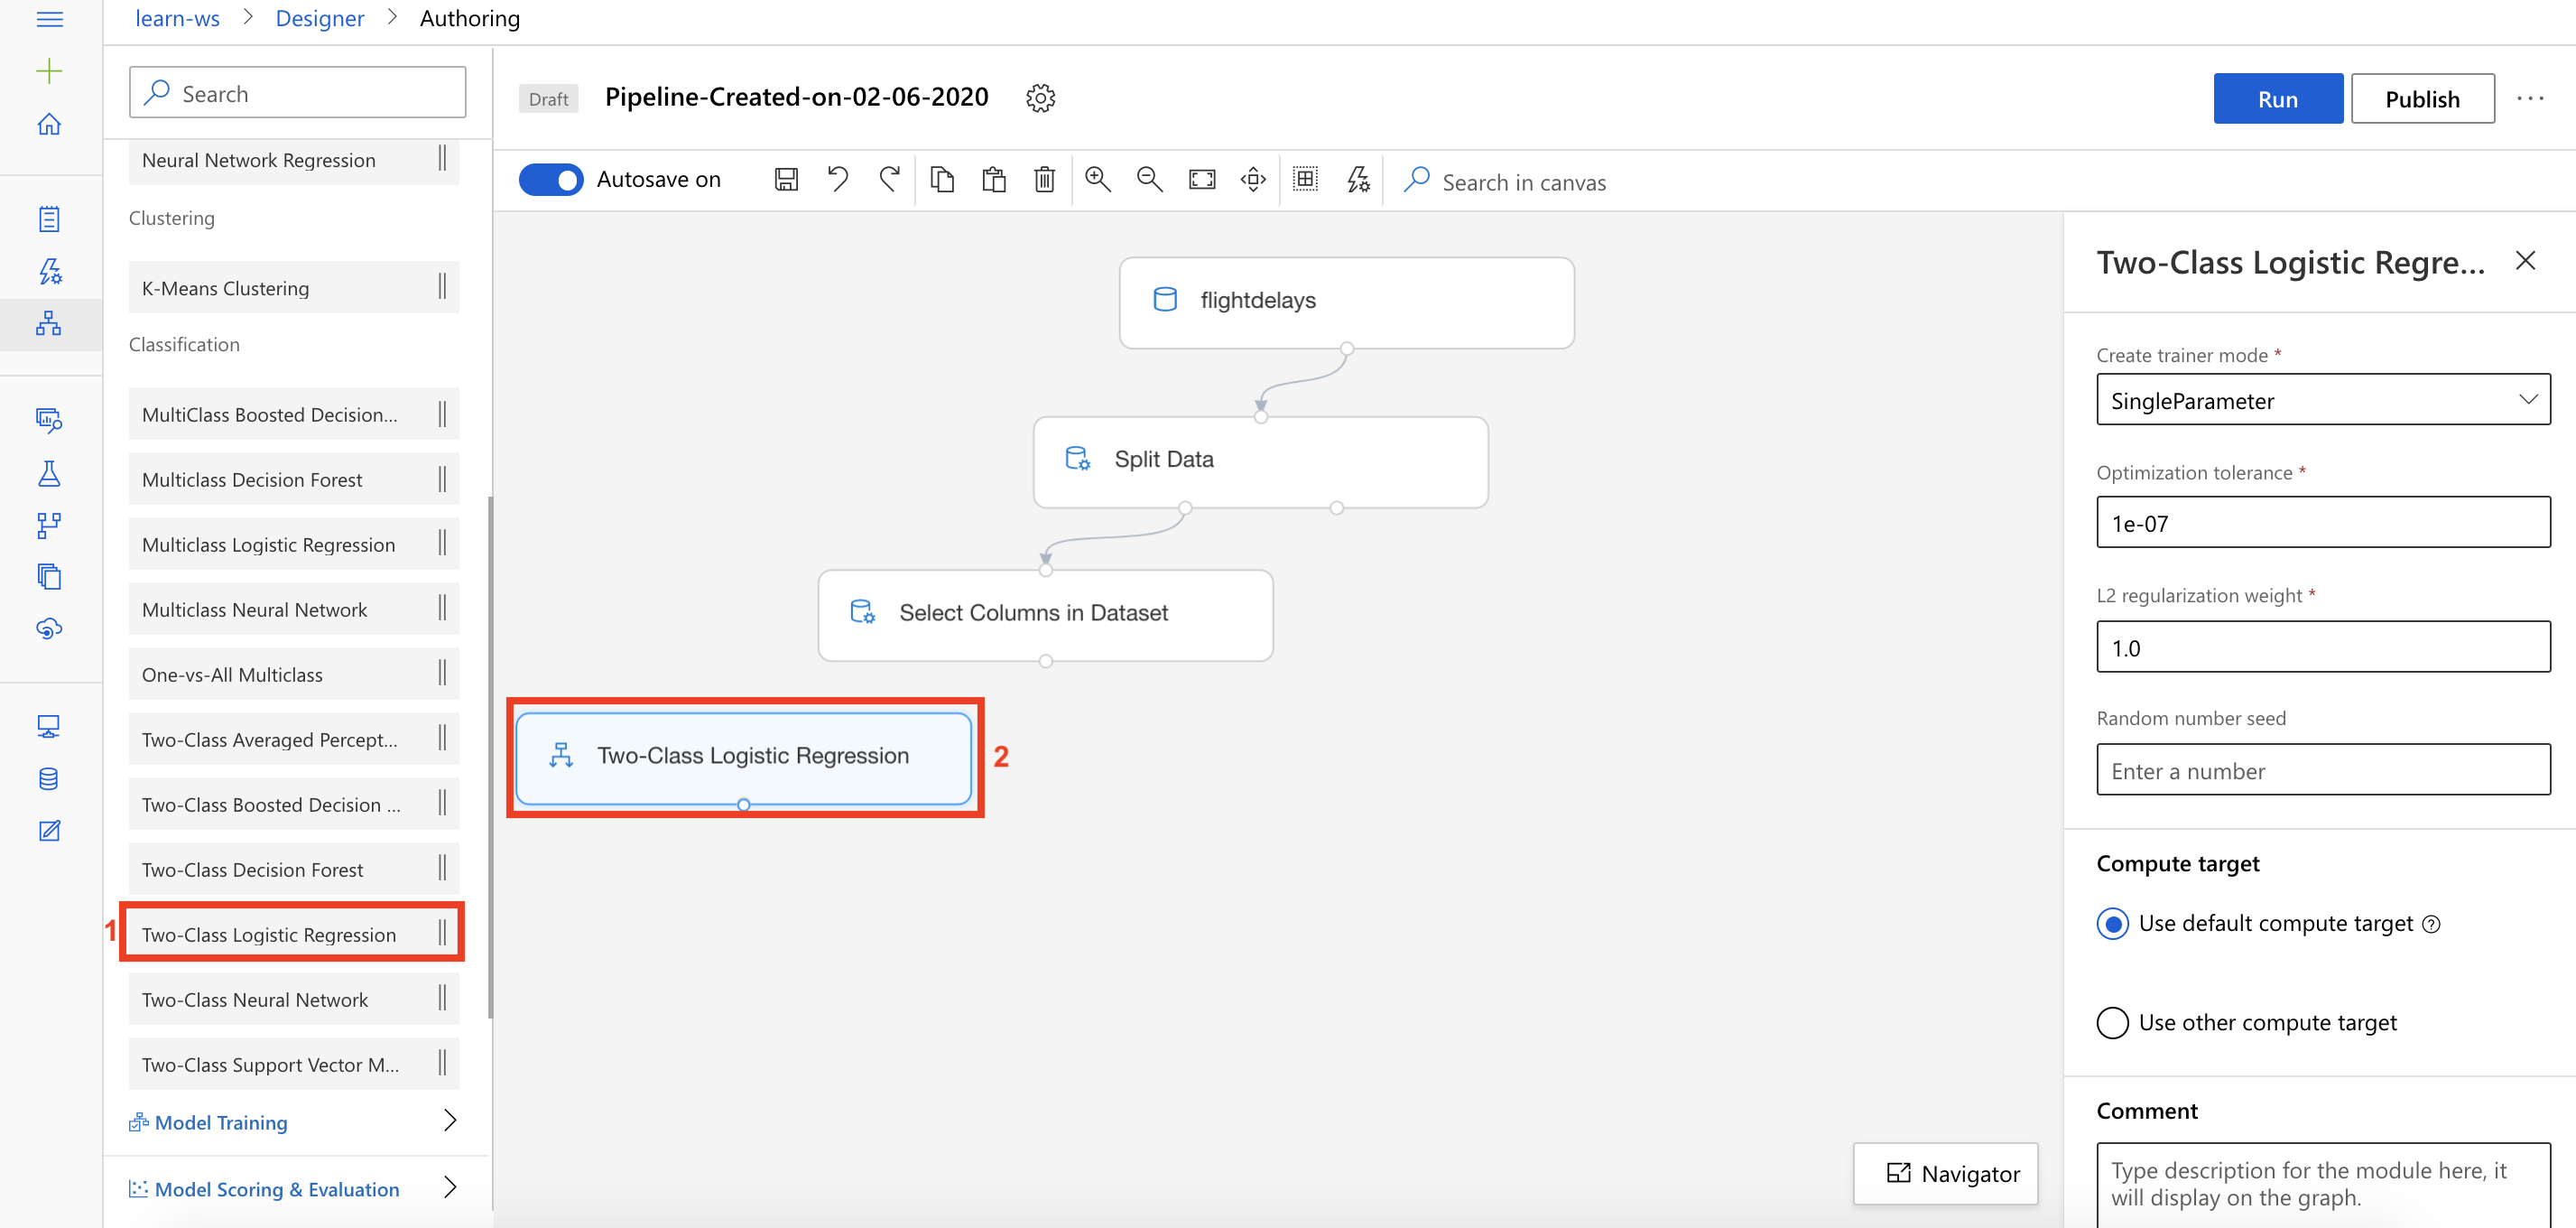 learn-ws > Designer > Authoring
Search
Neural Network Regression
Clustering
K-Means Clustering
Classification
MultiClass Boosted Decision...
Multiclass Decision Forest
Multiclass Logistic Regression
Multiclass Neural Network
One-vs-All Multiclass
Two-Class Averaged Percept...
Two-Class Boosted Decision ...
Two-Class Decision Forest
1 Two-Class Logistic Regression
Two-Class Neural Network
Two-Class Support Vector M...
Model Training
Model Scoring & Evaluation
Draft Pipeline-Created-on-02-06-2020
Run Publish ...
Autosave on
Search in canvas
flightdelays
Split Data
Select Columns in Dataset
Two-Class Logistic Regression 2
Navigator
Two-Class Logistic Regre...
Create trainer mode *
SingleParameter
Optimization tolerance *
1e-07
L2 regularization weight *
1.0
Random number seed
Enter a number
Compute target
Use default compute target
Use other compute target
Comment
Type description for the module here, it
will display on the graph.